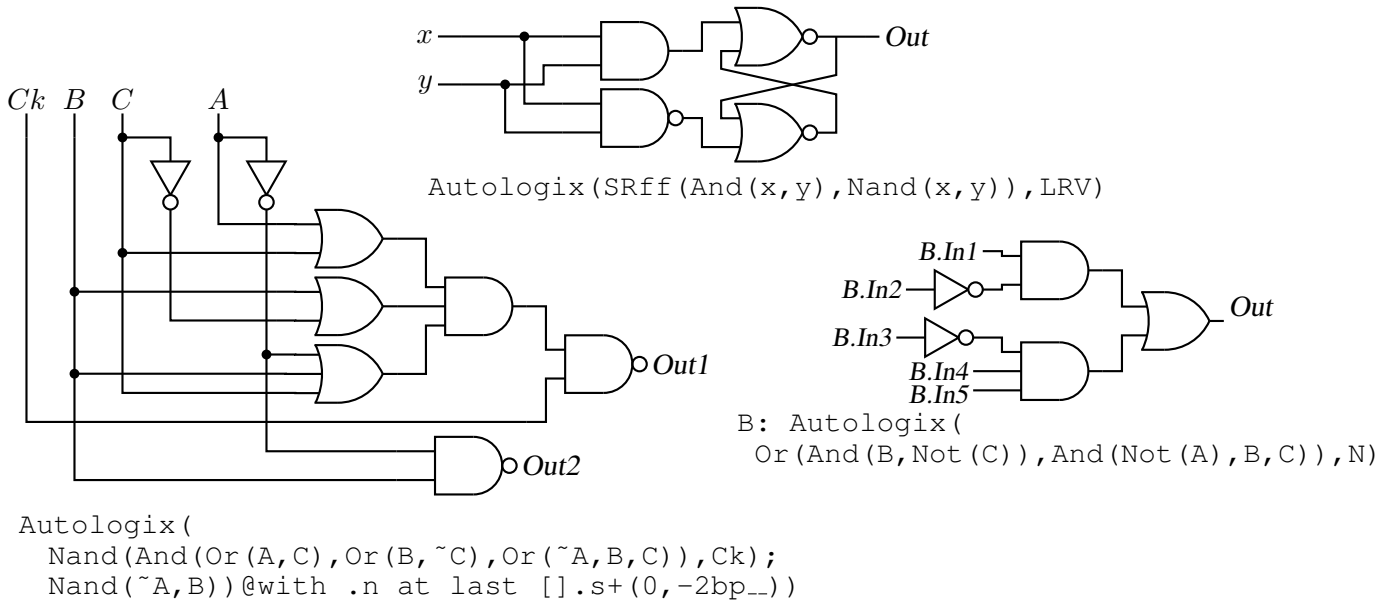 x
Out
y
Autologix(SRff(And(x,y),Nand(x,y)),LRV)
Ck B C A
Out1
Out2
Autologix(
Nand(And(Or(A,C),Or(B,˜C),Or(˜A,B,C)),Ck);
Nand(˜A,B))@with .n at last [].s+(0,-2bp__))
B.In1
B.In2
Out
B.In3
B.In4
B.In5
B: Autologix(
Or(And(B,Not(C)),And(Not(A),B,C)),N)